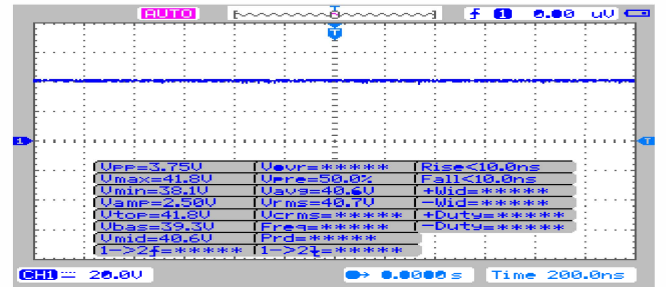 AUTO T f 1 0.00 uV
T
1 T
Vpp=3.75V Vovr=***** Rise<10.0ns
Vmax=41.8V Vpre=50.0% Fall<10.0ns
Vmin=38.1V Vavg=40.6V +Wid=*****
Vamp=2.50V Vrms=40.7V -Wid=*****
Vtop=41.8V Vcrms=***** +Duty=*****
Vbas=39.3V Freq=***** -Duty=*****
Vmid=40.6V Prd=*****
1->2f=***** 1->2t=*****
CH1 20.0V 0.0000s Time 200.0ns